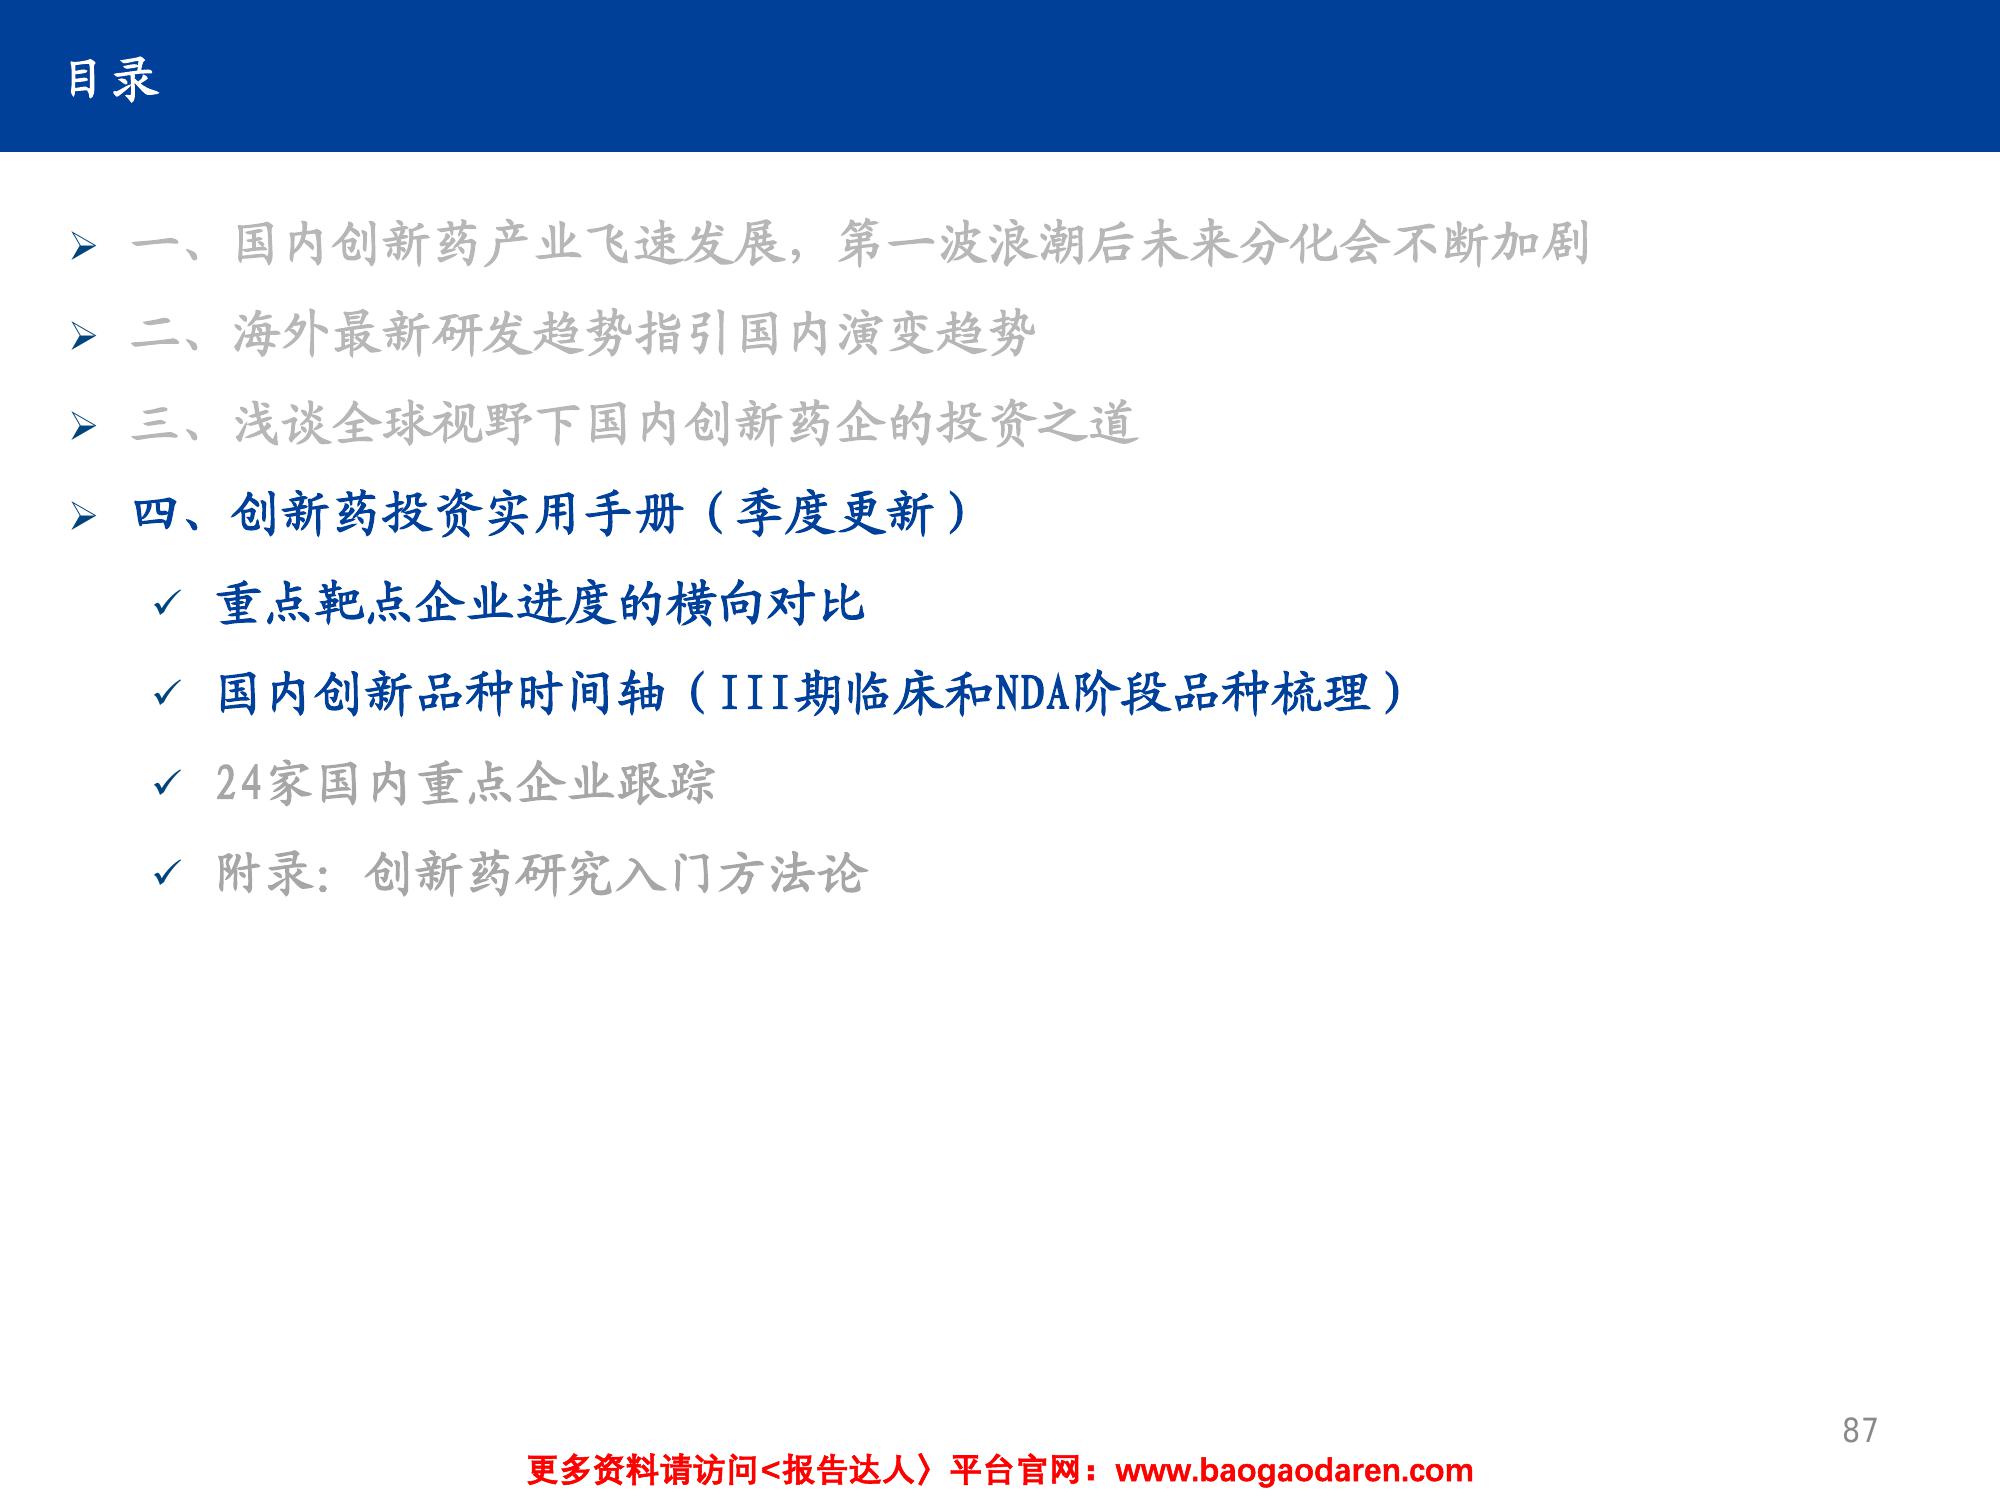 目录
一、国内创新药产业飞速发展，第一波浪潮后未来分化会不断加剧
二、海外最新研发趋势指引国内演变趋势
三、浅谈全球视野下国内创新药企的投资之道
四、创新药投资实用手册（季度更新）
重点靶点企业进度的横向对比
国内创新品种时间轴（III期临床和NDA阶段品种梳理）
24家国内重点企业跟踪
附录：创新药研究入门方法论
87
更多资料请访问<报告达人〉平台官网：www.baogaodaren.com